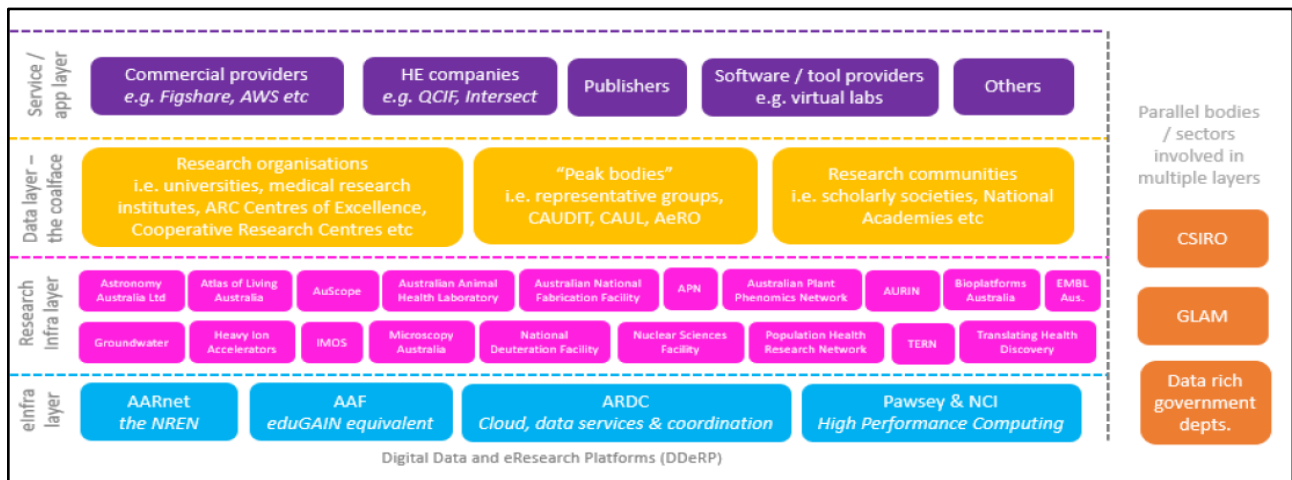 Service /
app layer
Commercial providers
e.g. Figshare, AWS etc
HE companies
e.g. QCIF, Intersect
Publishers
Software / tool providers
e.g. virtual labs
Others
Data layer –
the coalface
Research organisations
i.e. universities, medical research
institutes, ARC Centres of Excellence,
Cooperative Research Centres etc
“Peak bodies”
i.e. representative groups,
CAUDIT, CAUL, AeRO
Research communities
i.e. scholarly societies, National
Academies etc
Research
Infra layer
Astronomy
Australia Ltd
Atlas of Living
Australia
AuScope
Australian Animal
Health Laboratory
Australian National
Fabrication Facility
APN
Australian Plant
Phenomics Network
AURIN
Bioplatforms
Australia
EMBL
Aus.
Groundwater
Heavy Ion
Accelerators
IMOS
Microscopy
Australia
National
Deuteration Facility
Nuclear Sciences
Facility
Population Health
Research Network
TERN
Translating Health
Discovery
eInfra
layer
AARnet
the NREN
AAF
eduGAIN equivalent
ARDC
Cloud, data services & coordination
Pawsey & NCI
High Performance Computing
Digital Data and eResearch Platforms (DDeRP)
Parallel bodies
/ sectors
involved in
multiple layers
CSIRO
GLAM
Data rich
government
depts.